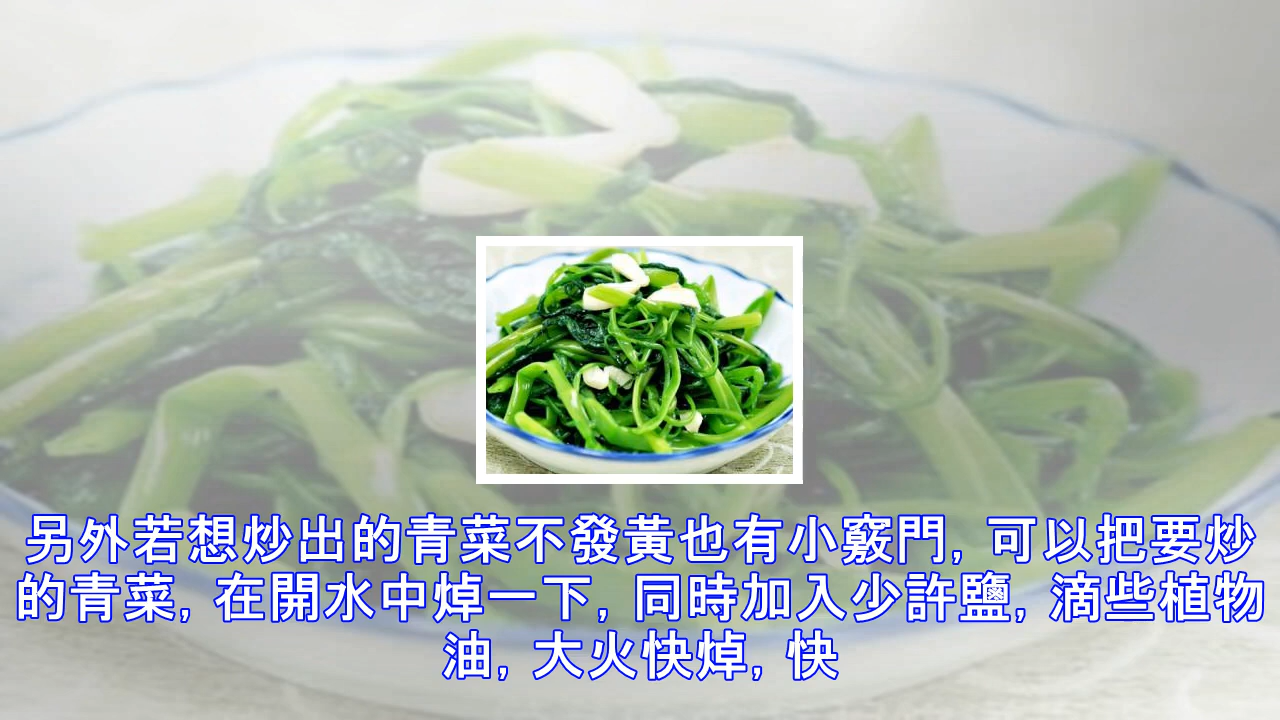 另外若想炒出的青菜不發黃也有小竅門, 可以把要炒
的青菜, 在開水中焯一下, 同時加入少許鹽, 滴些植物
油, 大火快焯, 快